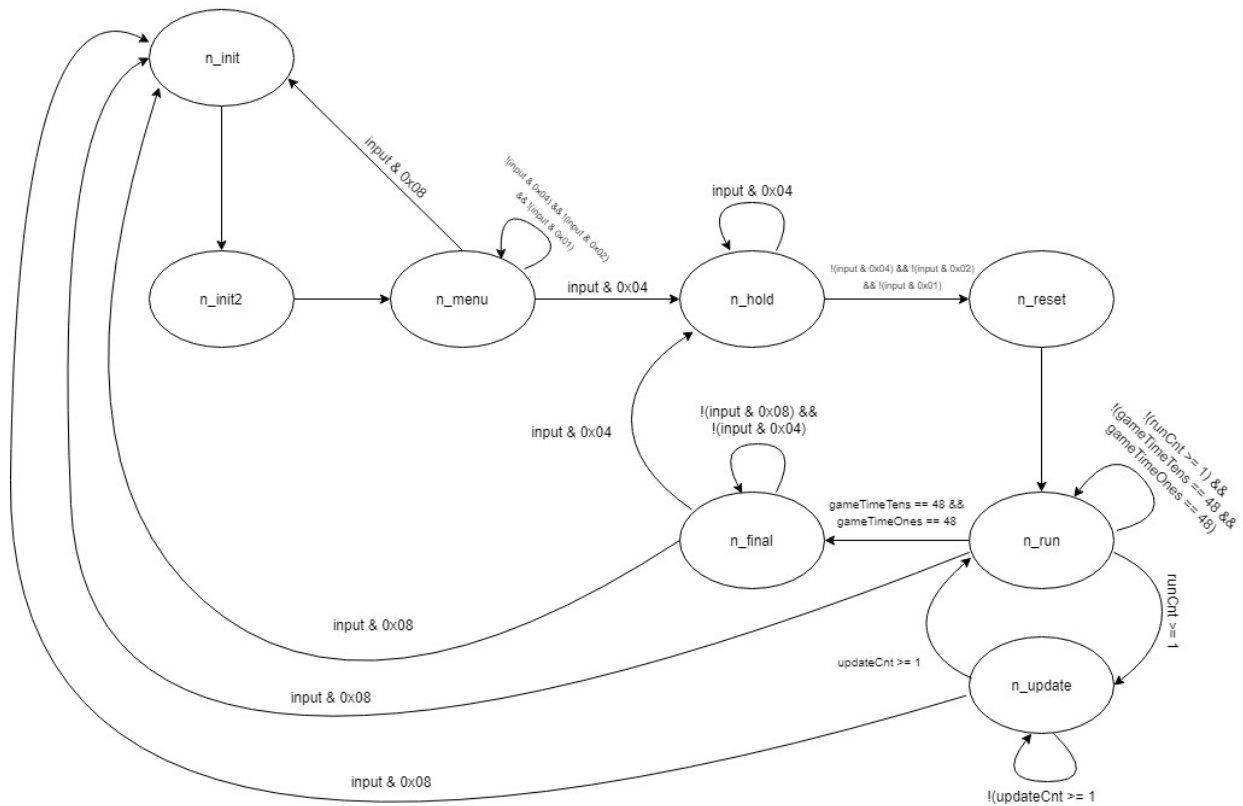 n_init
input & 0x08
!(input & 0x04) && !(input & 0x02)
&& !(input & 0x01)
input & 0x04
n_init2
n_menu
input & 0x04
n_hold
!(input & 0x04) && !(input & 0x02)
&& !(input & 0x01)
n_reset
input & 0x04
!(input & 0x08) &&
!(input & 0x04)
!(runCnt >= 1) &&
!(gameTimeTens == 48 &&
gameTimeOnes == 48)
gameTimeTens == 48 &&
gameTimeOnes == 48
n_final
n_run
runCnt >= 1
input & 0x08
updateCnt >= 1
n_update
input & 0x08
input & 0x08
!(updateCnt >= 1